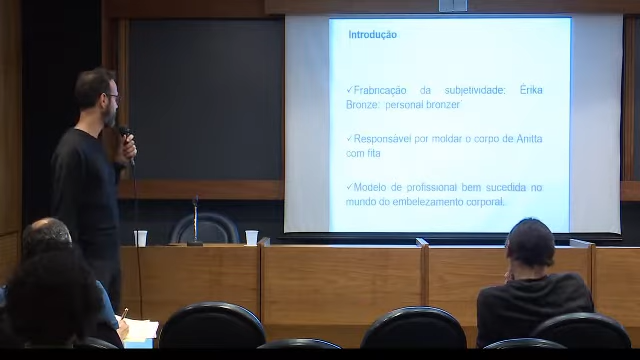 Introdução
✓Frabricação da subjetividade: Érika
Bronze: ‘personal bronzer’
✓Responsável por moldar o corpo de Anitta
com fita
✓Modelo de profissional bem sucedida no
mundo do embelezamento corporal.